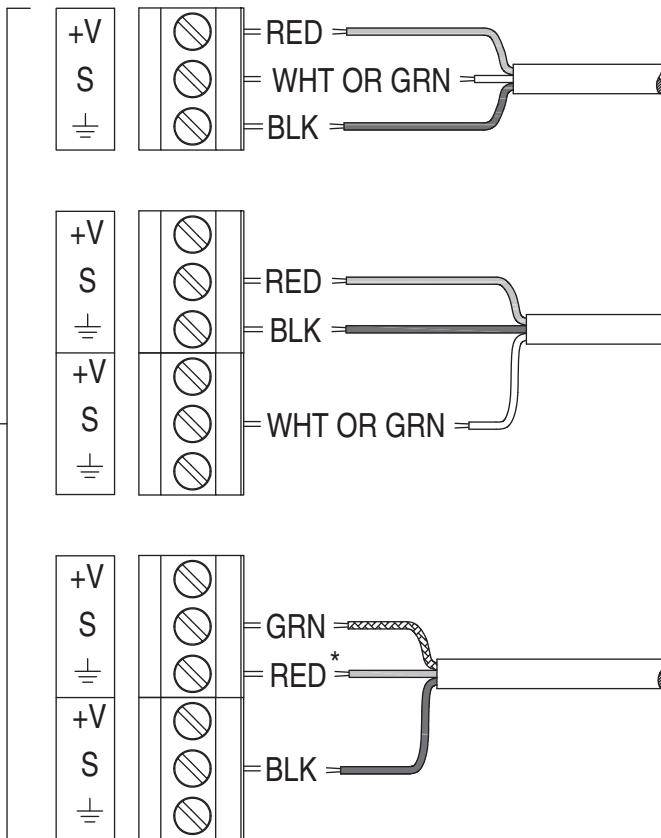 +V RED
S WHT OR GRN
⏚ BLK
+V
S RED
⏚ BLK
+V
S WHT OR GRN
⏚
+V
S GRN
⏚ RED*
+V
S BLK
⏚